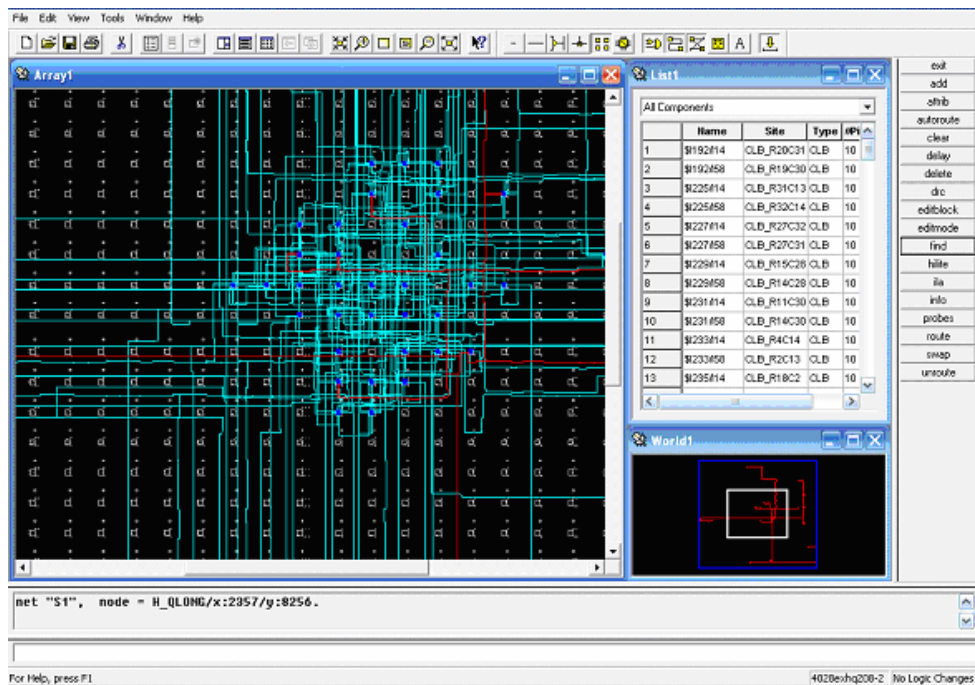 File Edit View Tools Window Help
Array1
List1
All Components
Name Site Type #Pi
1 $I192/I14 CLB_R20C31 CLB 10
2 $I192/I58 CLB_R19C30 CLB 10
3 $I225/I14 CLB_R31C13 CLB 10
4 $I225/I58 CLB_R32C14 CLB 10
5 $I227/I14 CLB_R27C32 CLB 10
6 $I227/I58 CLB_R27C31 CLB 10
7 $I229/I14 CLB_R15C28 CLB 10
8 $I229/I58 CLB_R14C28 CLB 10
9 $I231/I14 CLB_R11C30 CLB 10
10 $I231/I58 CLB_R14C30 CLB 10
11 $I233/I14 CLB_R4C14 CLB 10
12 $I233/I58 CLB_R2C13 CLB 10
13 $I235/I14 CLB_R18C2 CLB 10
World1
exit
add
attrib
autoroute
clear
delay
delete
drc
editblock
editmode
find
hilite
ila
info
probes
route
swap
unroute
net "S1", node = H_QLONG/x:2357/y:8256.
For Help, press F1
4028exhq208-2 No Logic Changes